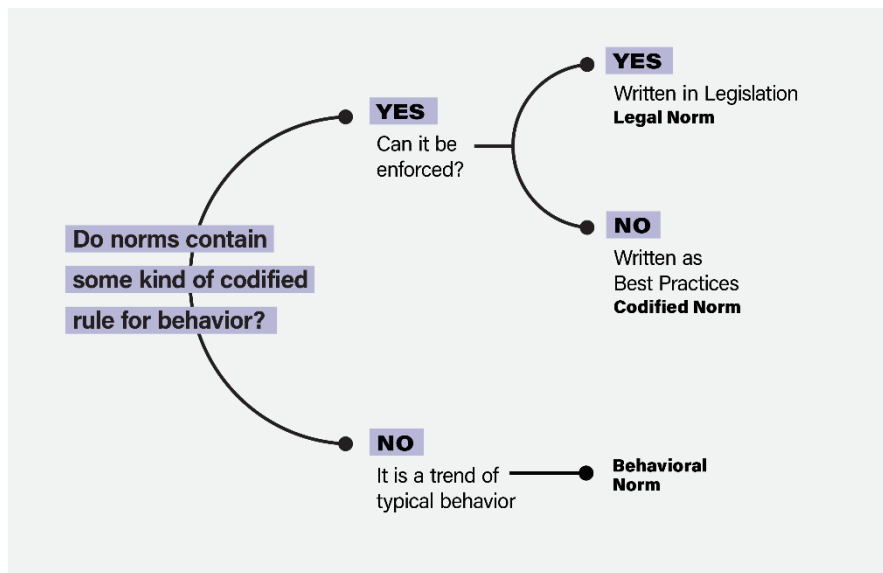 Do norms contain
some kind of codified
rule for behavior?
YES
Can it be
enforced?
YES
Written in Legislation
Legal Norm
NO
Written as
Best Practices
Codified Norm
NO
It is a trend of
typical behavior
Behavioral
Norm